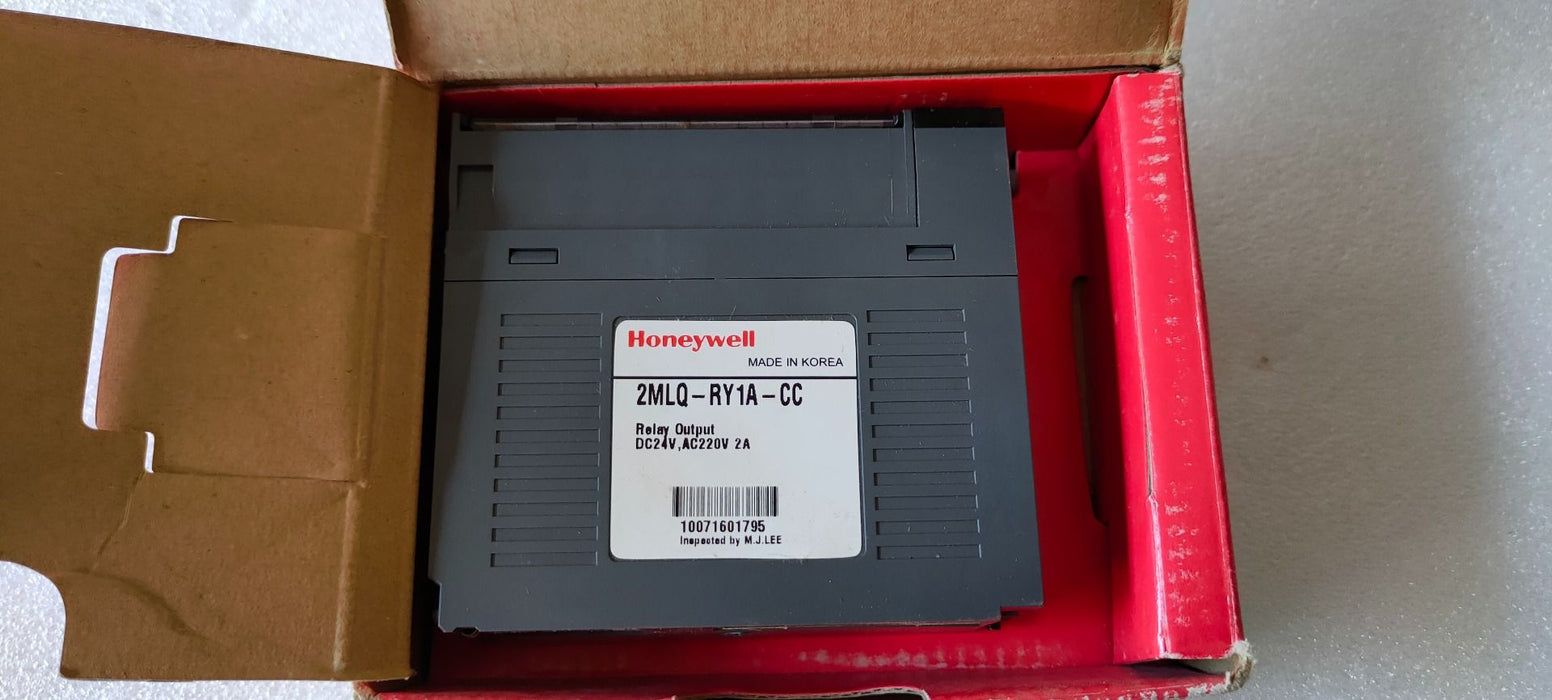 Honeywell
MADE IN KOREA
2MLQ-RY1A-CC
Relay Output
DC24V,AC220V 2A
10071601795
Inspected by M.J.LEE